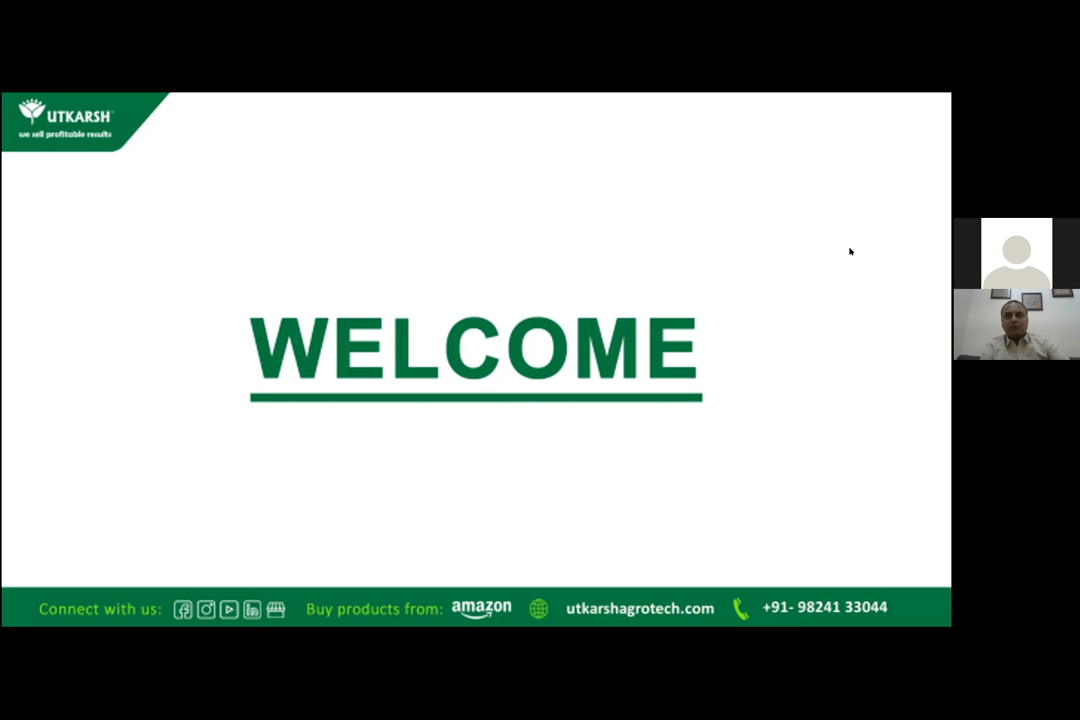 UTKARSH
we sell profitable results
WELCOME
Connect with us:
Buy products from: amazon
utkarshagrotech.com
+91- 98241 33044